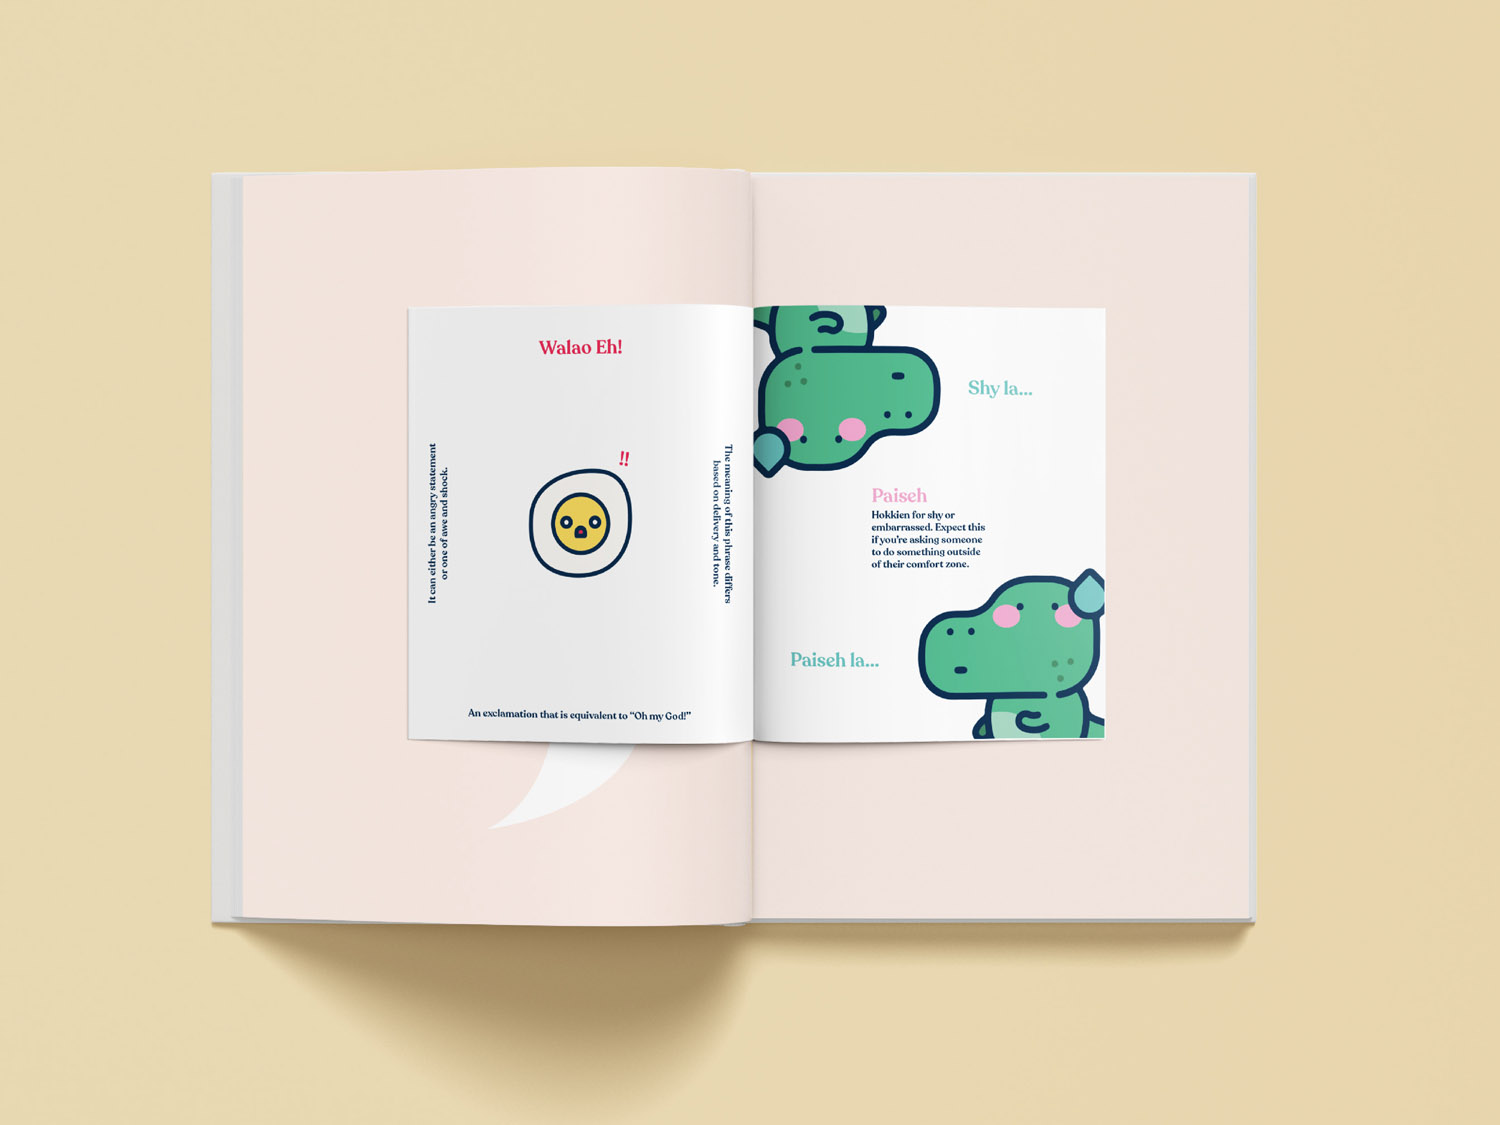 Walao Eh!
!!
It can either be an angry statement
or one of awe and shock.
The meaning of this phrase differs
based on delivery and tone.
An exclamation that is equivalent to “Oh my God!”
Shy la...
Paiseh
Hokkien for shy or
embarrassed. Expect this
if you're asking someone
to do something outside
of their comfort zone.
Paiseh la...